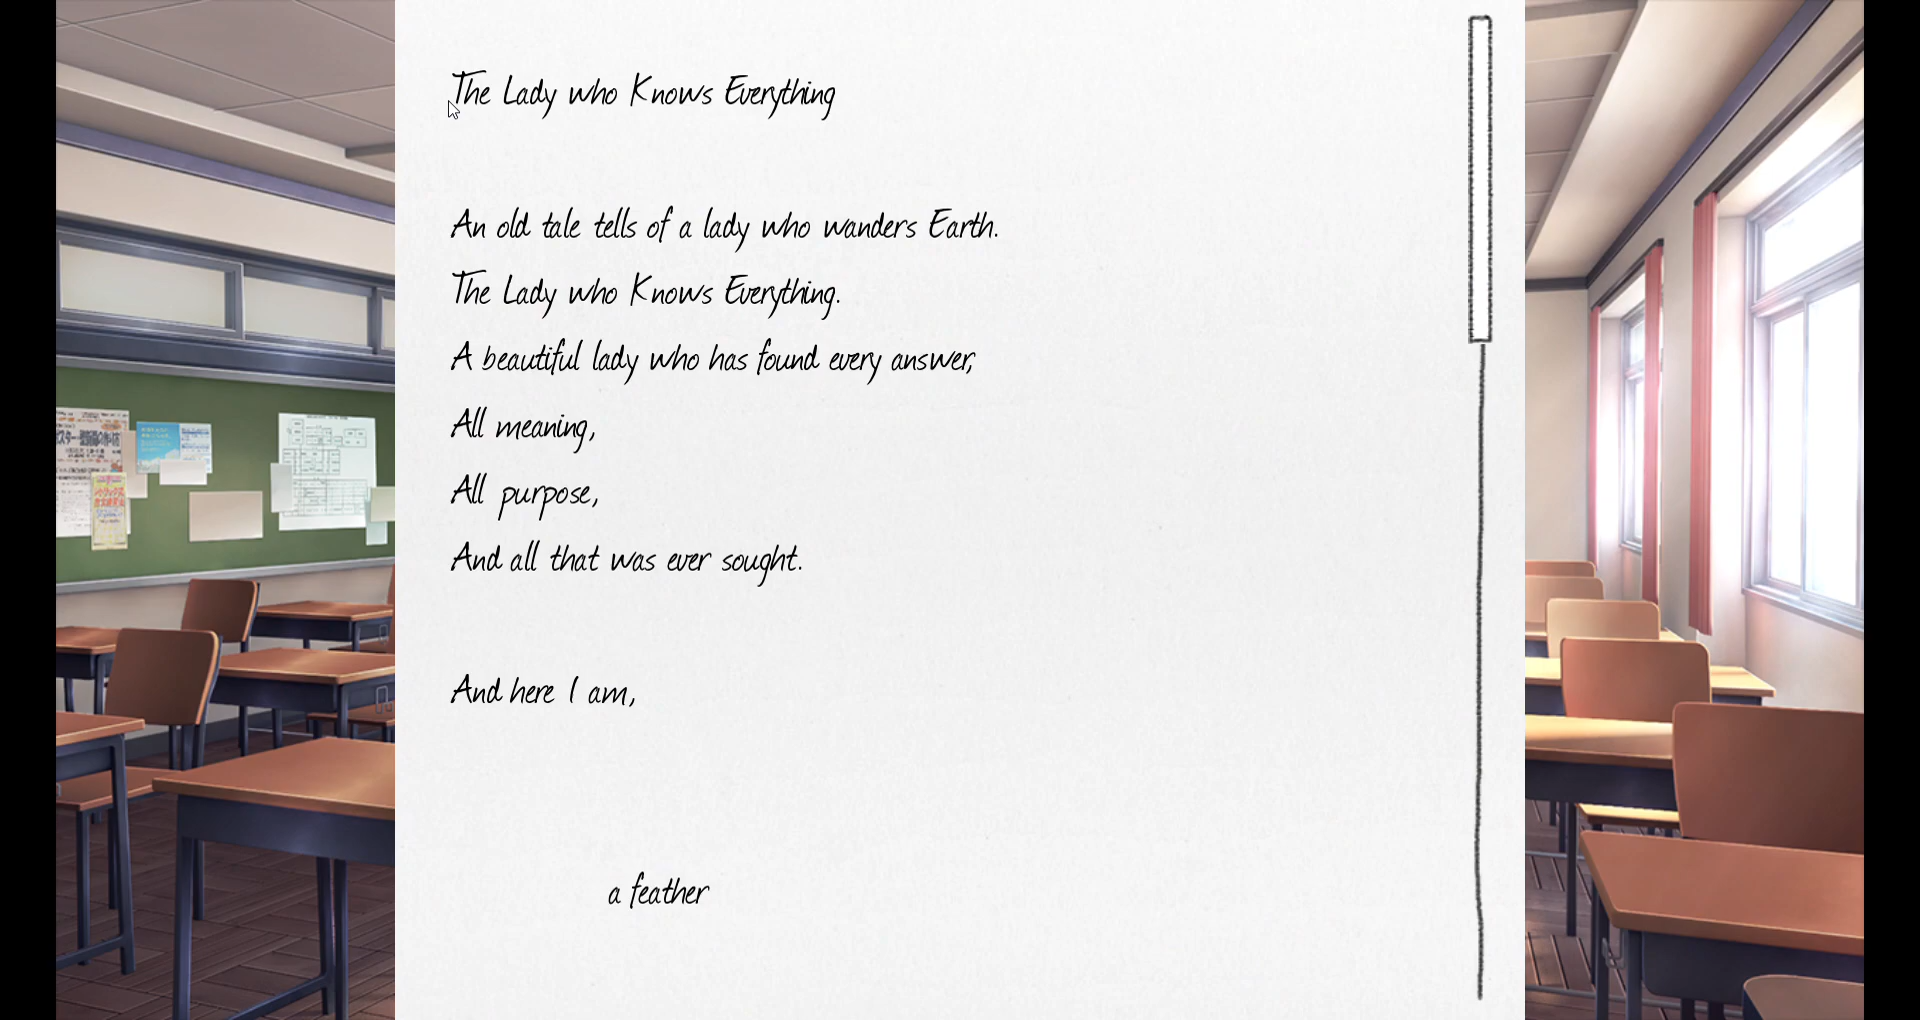 The Lady who Knows Everything
An old tale tells of a lady who wanders Earth.
The Lady who Knows Everything.
A beautiful lady who has found every answer,
All meaning,
All purpose,
And all that was ever sought.
And here I am,
a feather